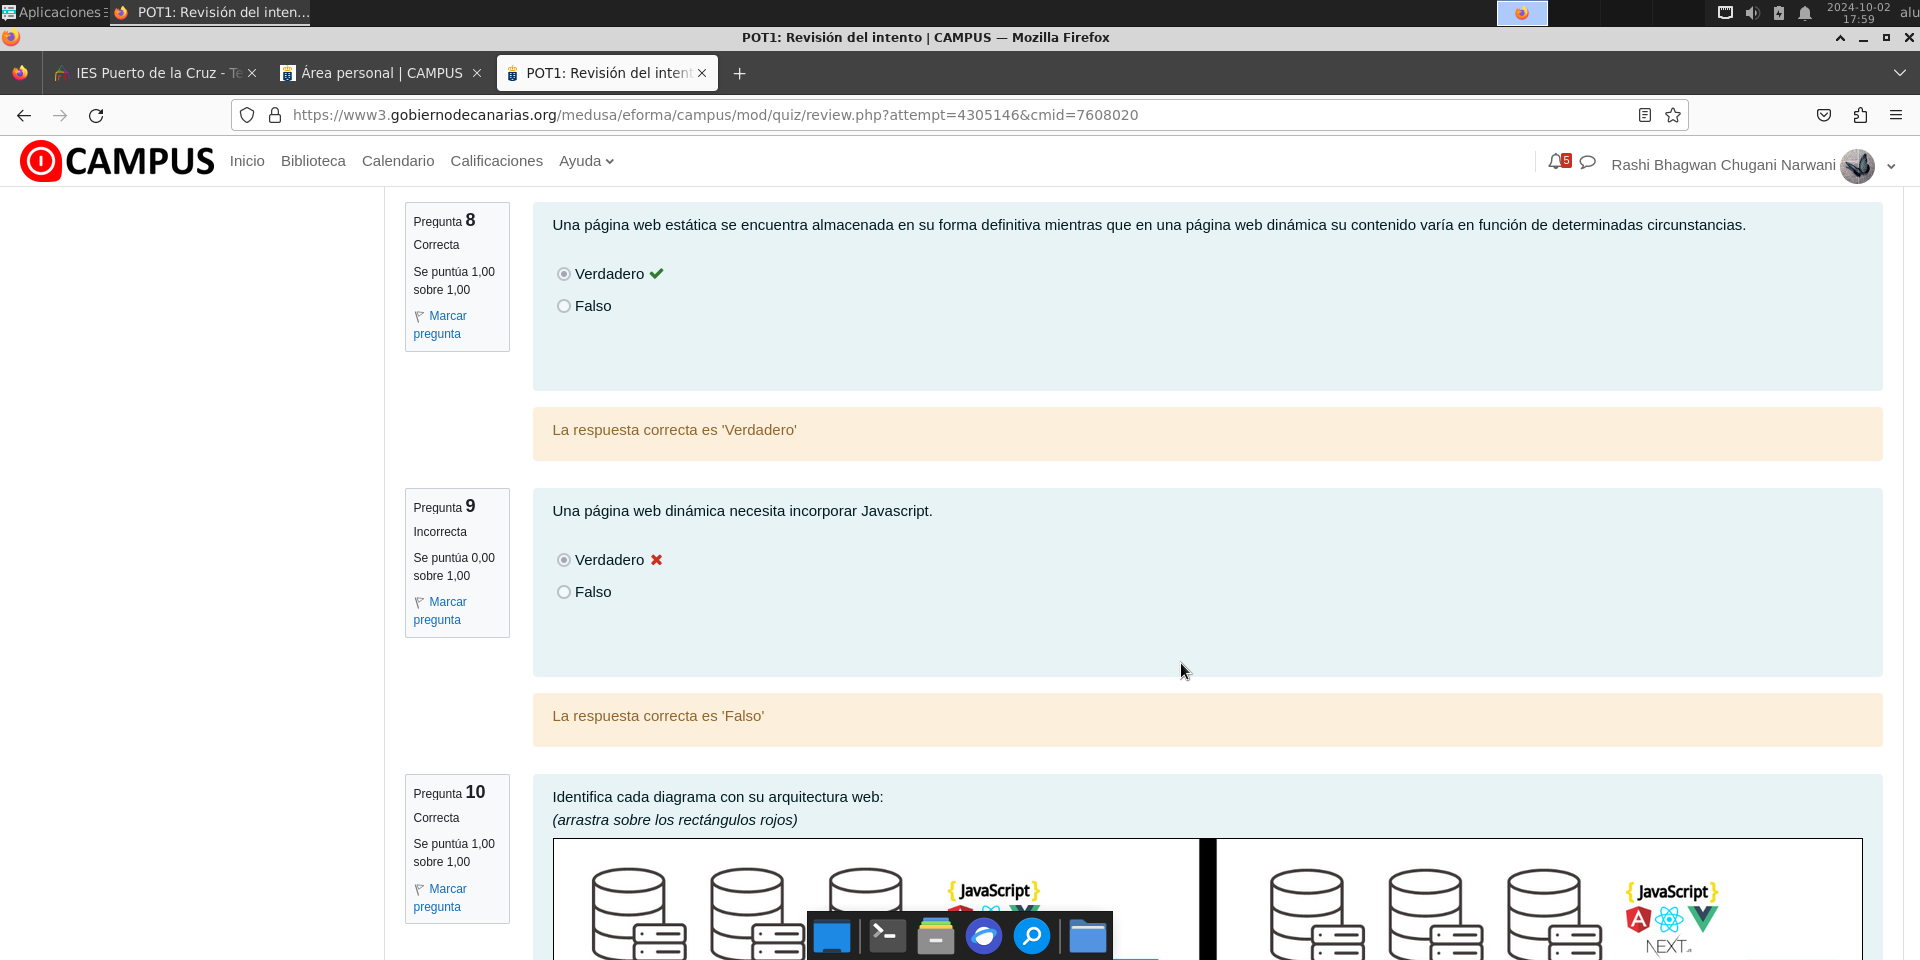 Aplicaciones
POT1: Revisión del inten...
2024-10-02
17:59
alu
POT1: Revisión del intento | CAMPUS — Mozilla Firefox
IES Puerto de la Cruz - Te
Área personal | CAMPUS
POT1: Revisión del intent
https://www3.gobiernodecanarias.org/medusa/eforma/campus/mod/quiz/review.php?attempt=4305146&cmid=7608020
CAMPUS
Inicio
Biblioteca
Calendario
Calificaciones
Ayuda
5
Rashi Bhagwan Chugani Narwani
Pregunta 8
Correcta
Se puntúa 1,00
sobre 1,00
Marcar
pregunta
Una página web estática se encuentra almacenada en su forma definitiva mientras que en una página web dinámica su contenido varía en función de determinadas circunstancias.
Verdadero
Falso
La respuesta correcta es 'Verdadero'
Pregunta 9
Incorrecta
Se puntúa 0,00
sobre 1,00
Marcar
pregunta
Una página web dinámica necesita incorporar Javascript.
Verdadero
Falso
La respuesta correcta es 'Falso'
Pregunta 10
Correcta
Se puntúa 1,00
sobre 1,00
Marcar
pregunta
Identifica cada diagrama con su arquitectura web:
(arrastra sobre los rectángulos rojos)
{JavaScript}
{JavaScript}
NEXT